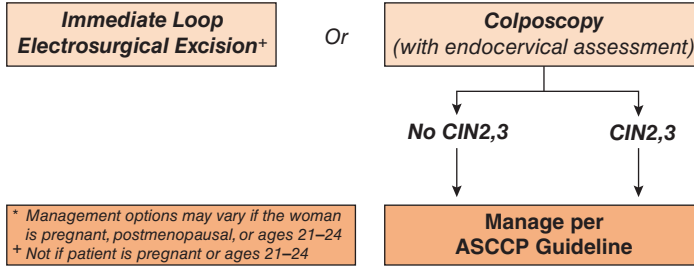 Immediate Loop
Electrosurgical Excision+
Or
Colposcopy
(with endocervical assessment)
No CIN2,3
CIN2,3
* Management options may vary if the woman
is pregnant, postmenopausal, or ages 21–24
+ Not if patient is pregnant or ages 21–24
Manage per
ASCCP Guideline